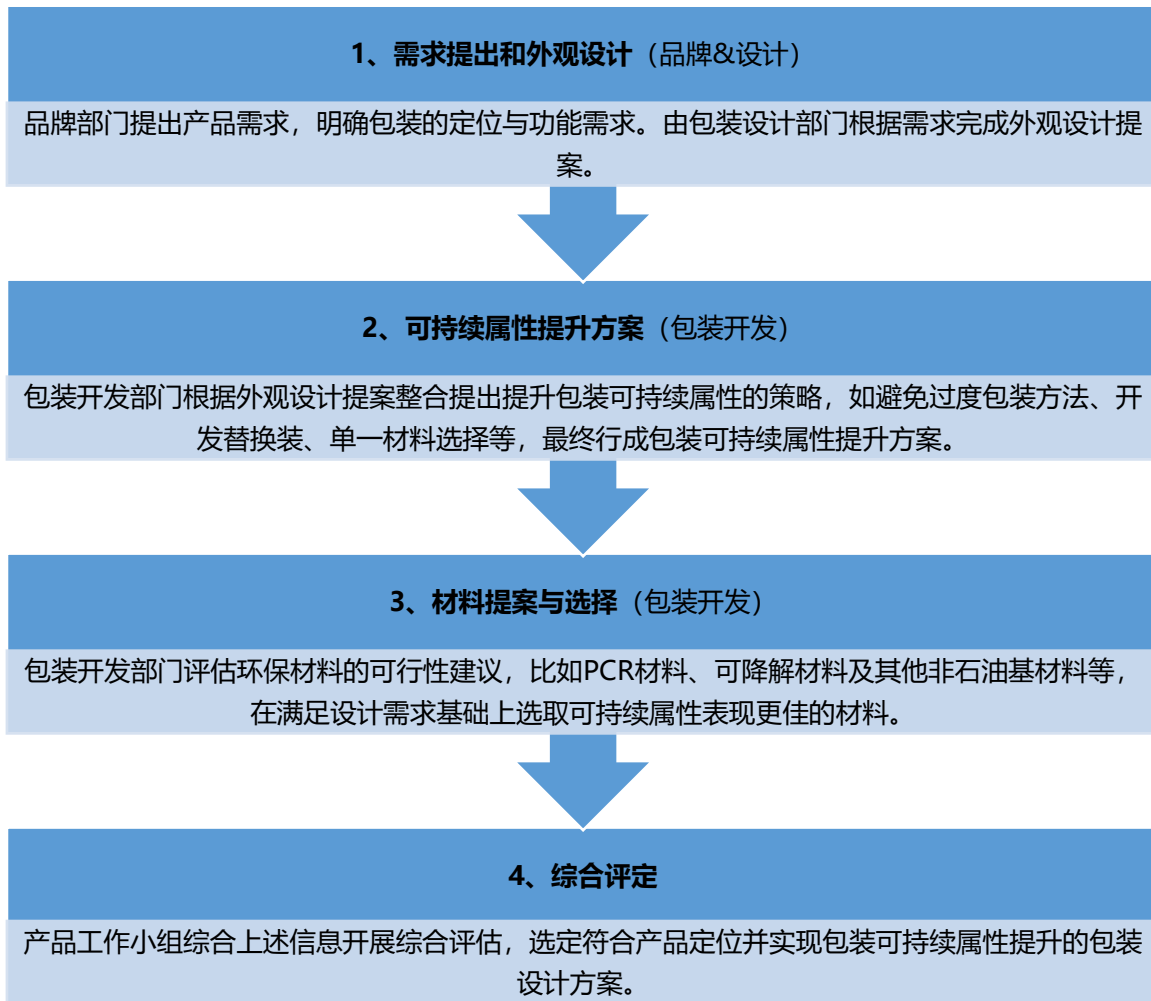 1、需求提出和外观设计（品牌&设计）
品牌部门提出产品需求，明确包装的定位与功能需求。由包装设计部门根据需求完成外观设计提
案。
2、可持续属性提升方案（包装开发）
包装开发部门根据外观设计提案整合提出提升包装可持续属性的策略，如避免过度包装方法、开
发替换装、单一材料选择等，最终行成包装可持续属性提升方案。
3、材料提案与选择（包装开发）
包装开发部门评估环保材料的可行性建议，比如PCR材料、可降解材料及其他非石油基材料等，
在满足设计需求基础上选取可持续属性表现更佳的材料。
4、综合评定
产品工作小组综合上述信息开展综合评估，选定符合产品定位并实现包装可持续属性提升的包装
设计方案。